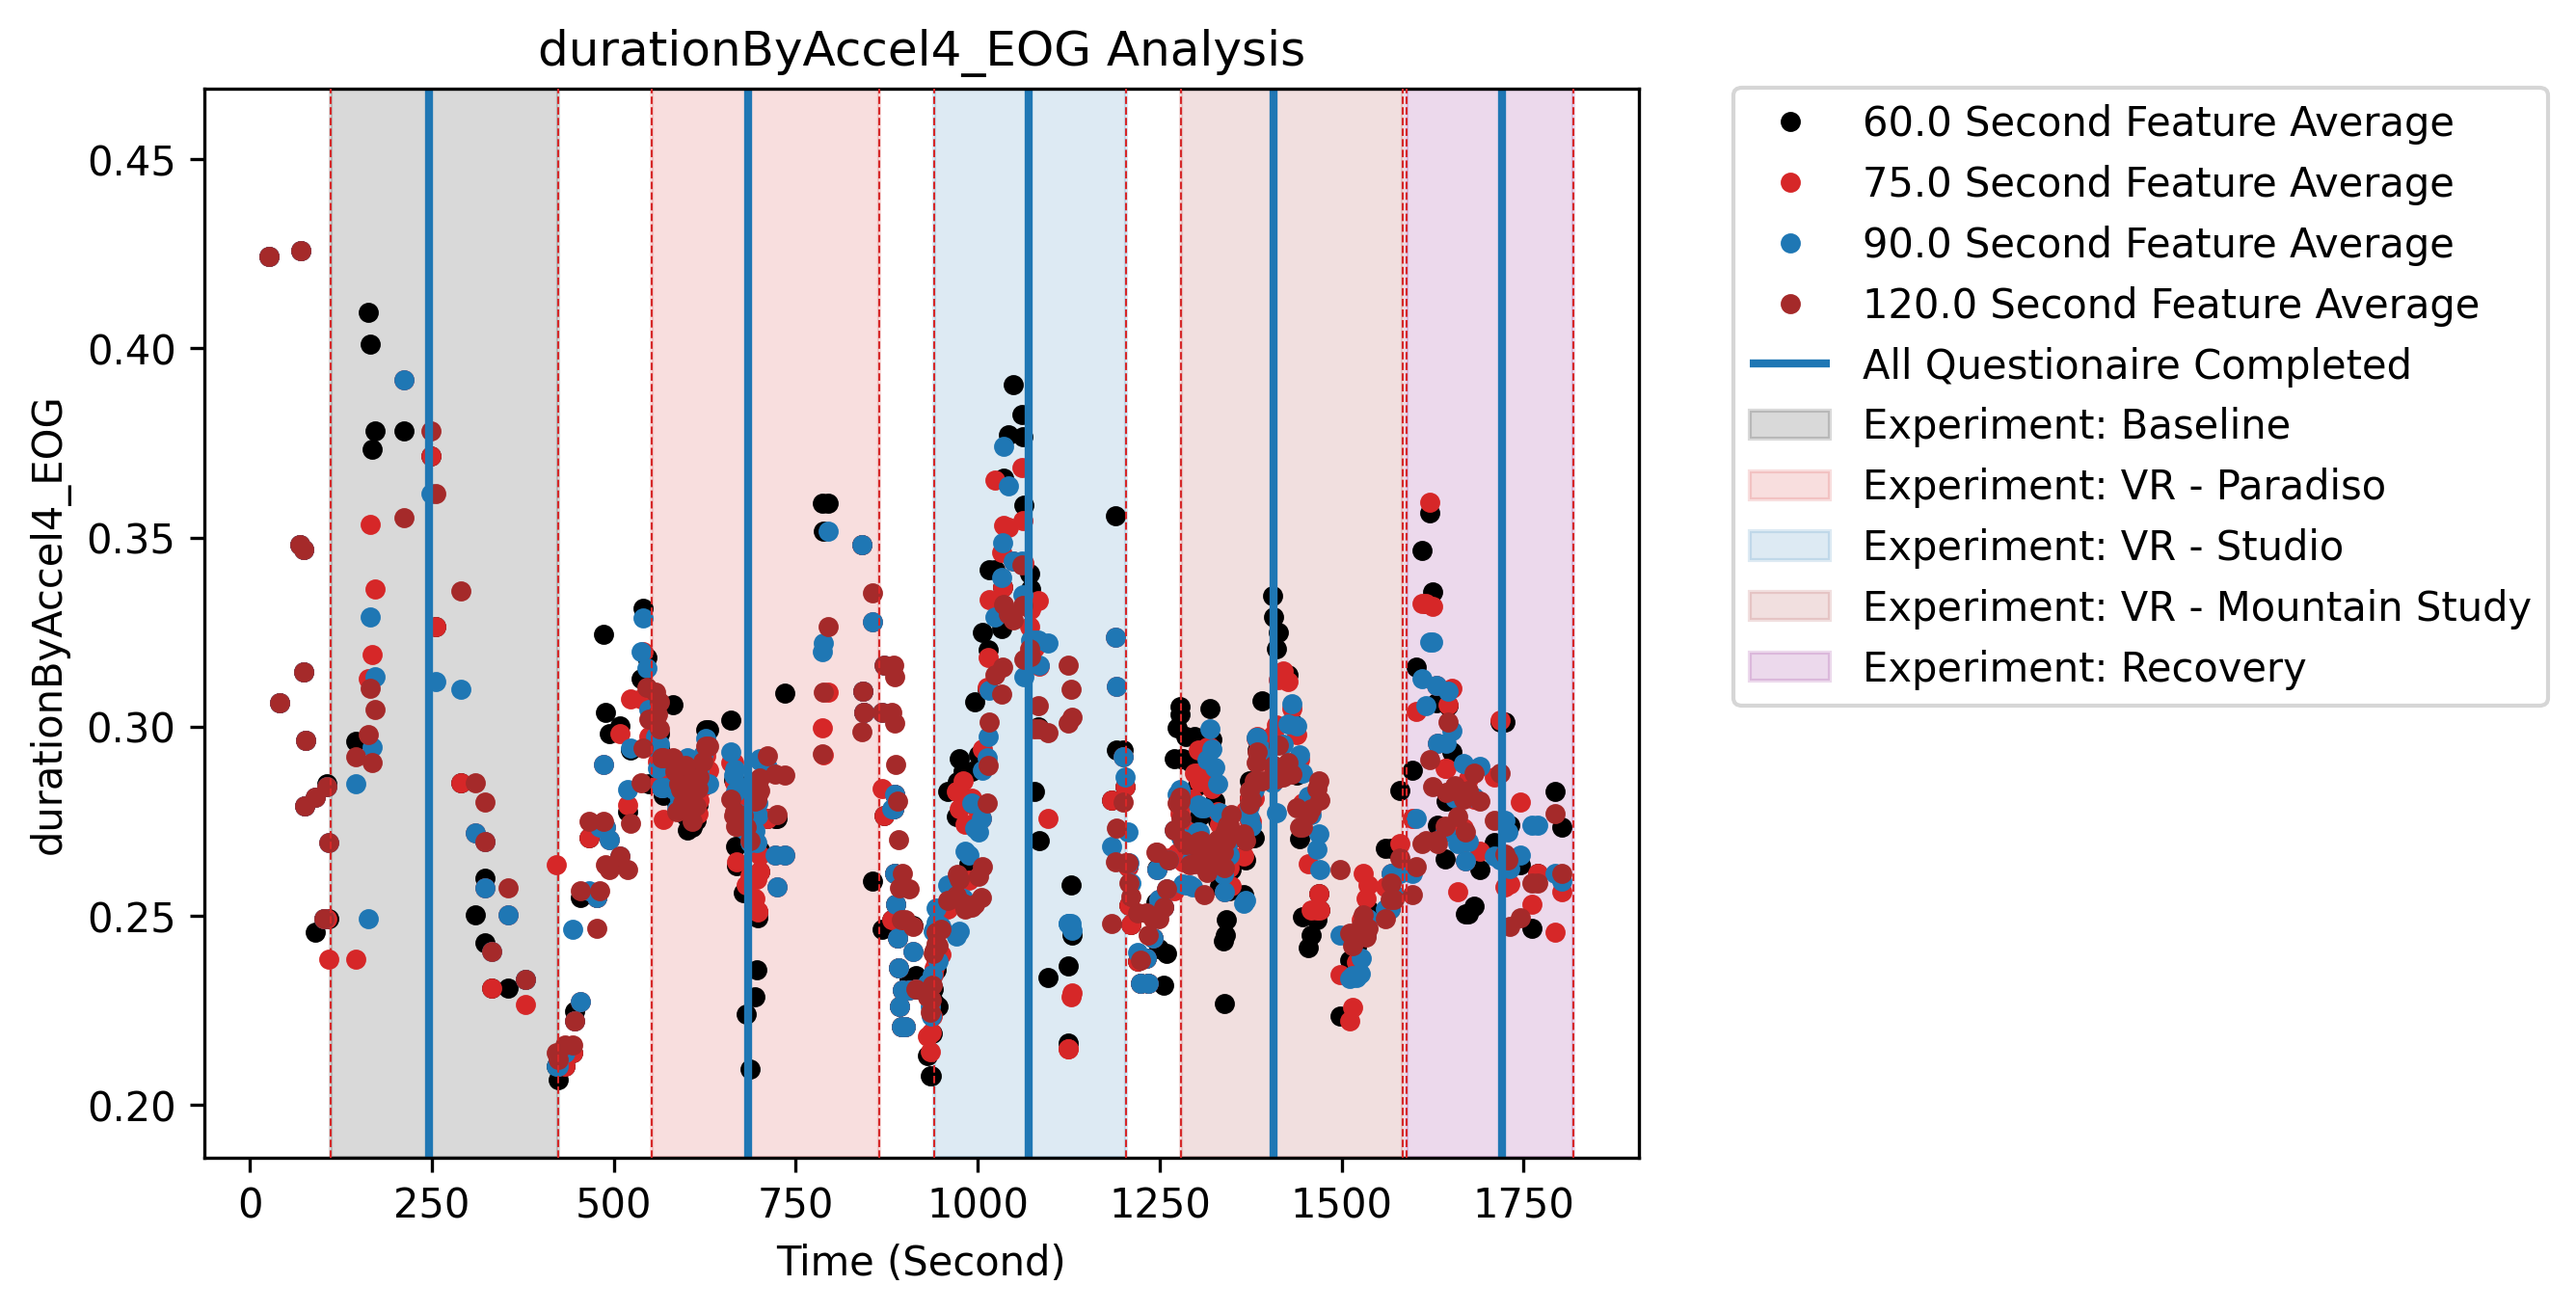 durationByAccel4_EOG Analysis
durationByAccel4_EOG
0.45
0.40
0.35
0.30
0.25
0.20
0
250
500
750
1000
1250
1500
1750
Time (Second)
60.0 Second Feature Average
75.0 Second Feature Average
90.0 Second Feature Average
120.0 Second Feature Average
All Questionaire Completed
Experiment: Baseline
Experiment: VR - Paradiso
Experiment: VR - Studio
Experiment: VR - Mountain Study
Experiment: Recovery